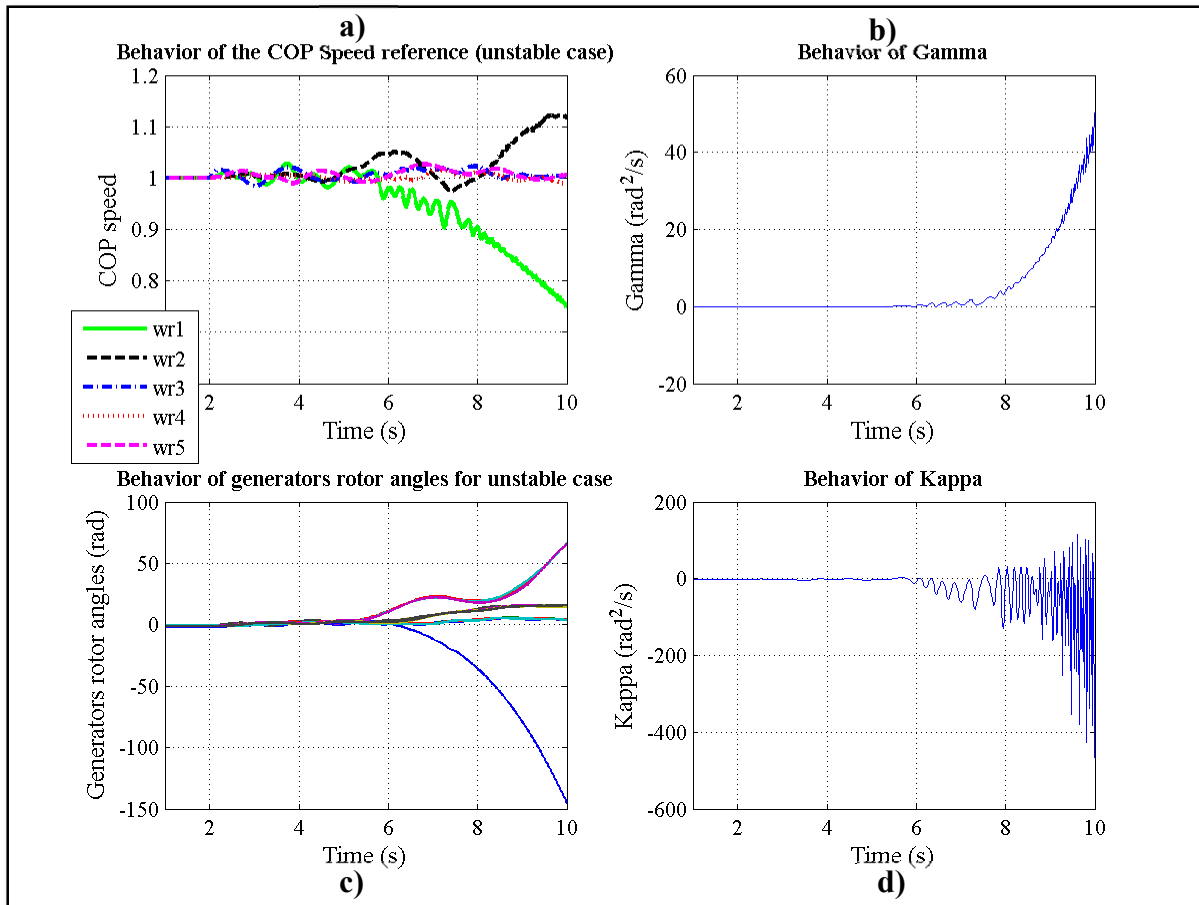 a)
Behavior of the COP Speed reference (unstable case)
1.2
1.1
1
0.9
0.8
COP speed
2
4
6
8
10
Time (s)
wr1
wr2
wr3
wr4
wr5
b)
Behavior of Gamma
60
40
20
0
-20
Gamma (rad²/s)
2
4
6
8
10
Time (s)
Behavior of generators rotor angles for unstable case
100
50
0
-50
-100
-150
Generators rotor angles (rad)
2
4
6
8
10
Time (s)
c)
Behavior of Kappa
200
0
-200
-400
-600
Kappa (rad²/s)
2
4
6
8
10
Time (s)
d)